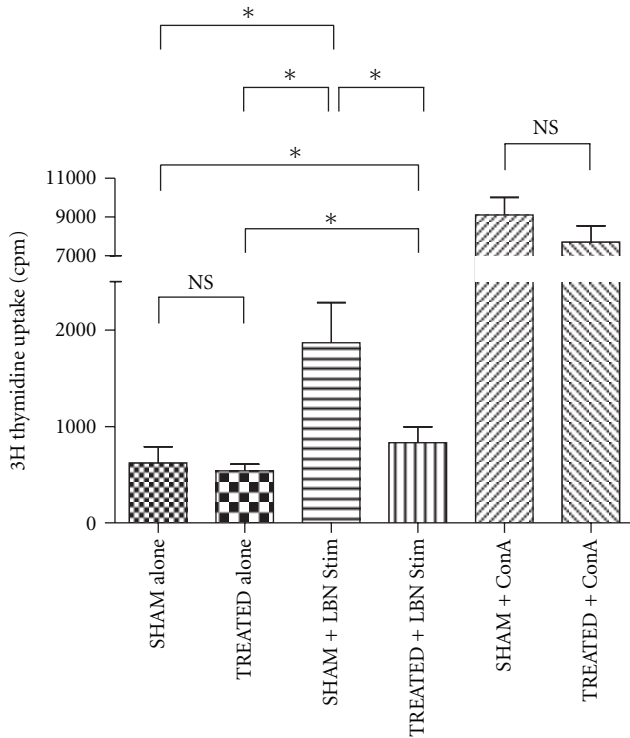 *
*
*
NS
*
11000
9000
*
7000
NS
2000
1000
0
3H thymidine uptake (cpm)
SHAM alone
TREATED alone
SHAM + LBN Stim
TREATED + LBN Stim
SHAM + ConA
TREATED + ConA